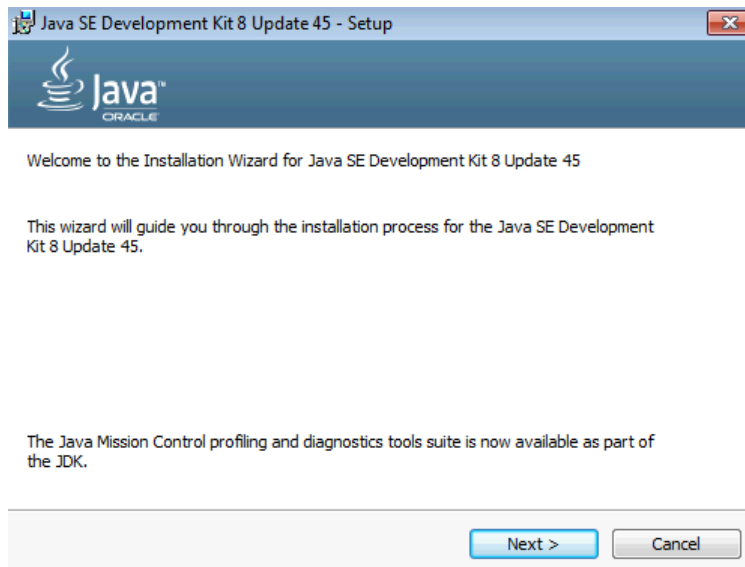 Java SE Development Kit 8 Update 45 - Setup
Java™
ORACLE
Welcome to the Installation Wizard for Java SE Development Kit 8 Update 45
This wizard will guide you through the installation process for the Java SE Development
Kit 8 Update 45.
The Java Mission Control profiling and diagnostics tools suite is now available as part of
the JDK.
Next >
Cancel